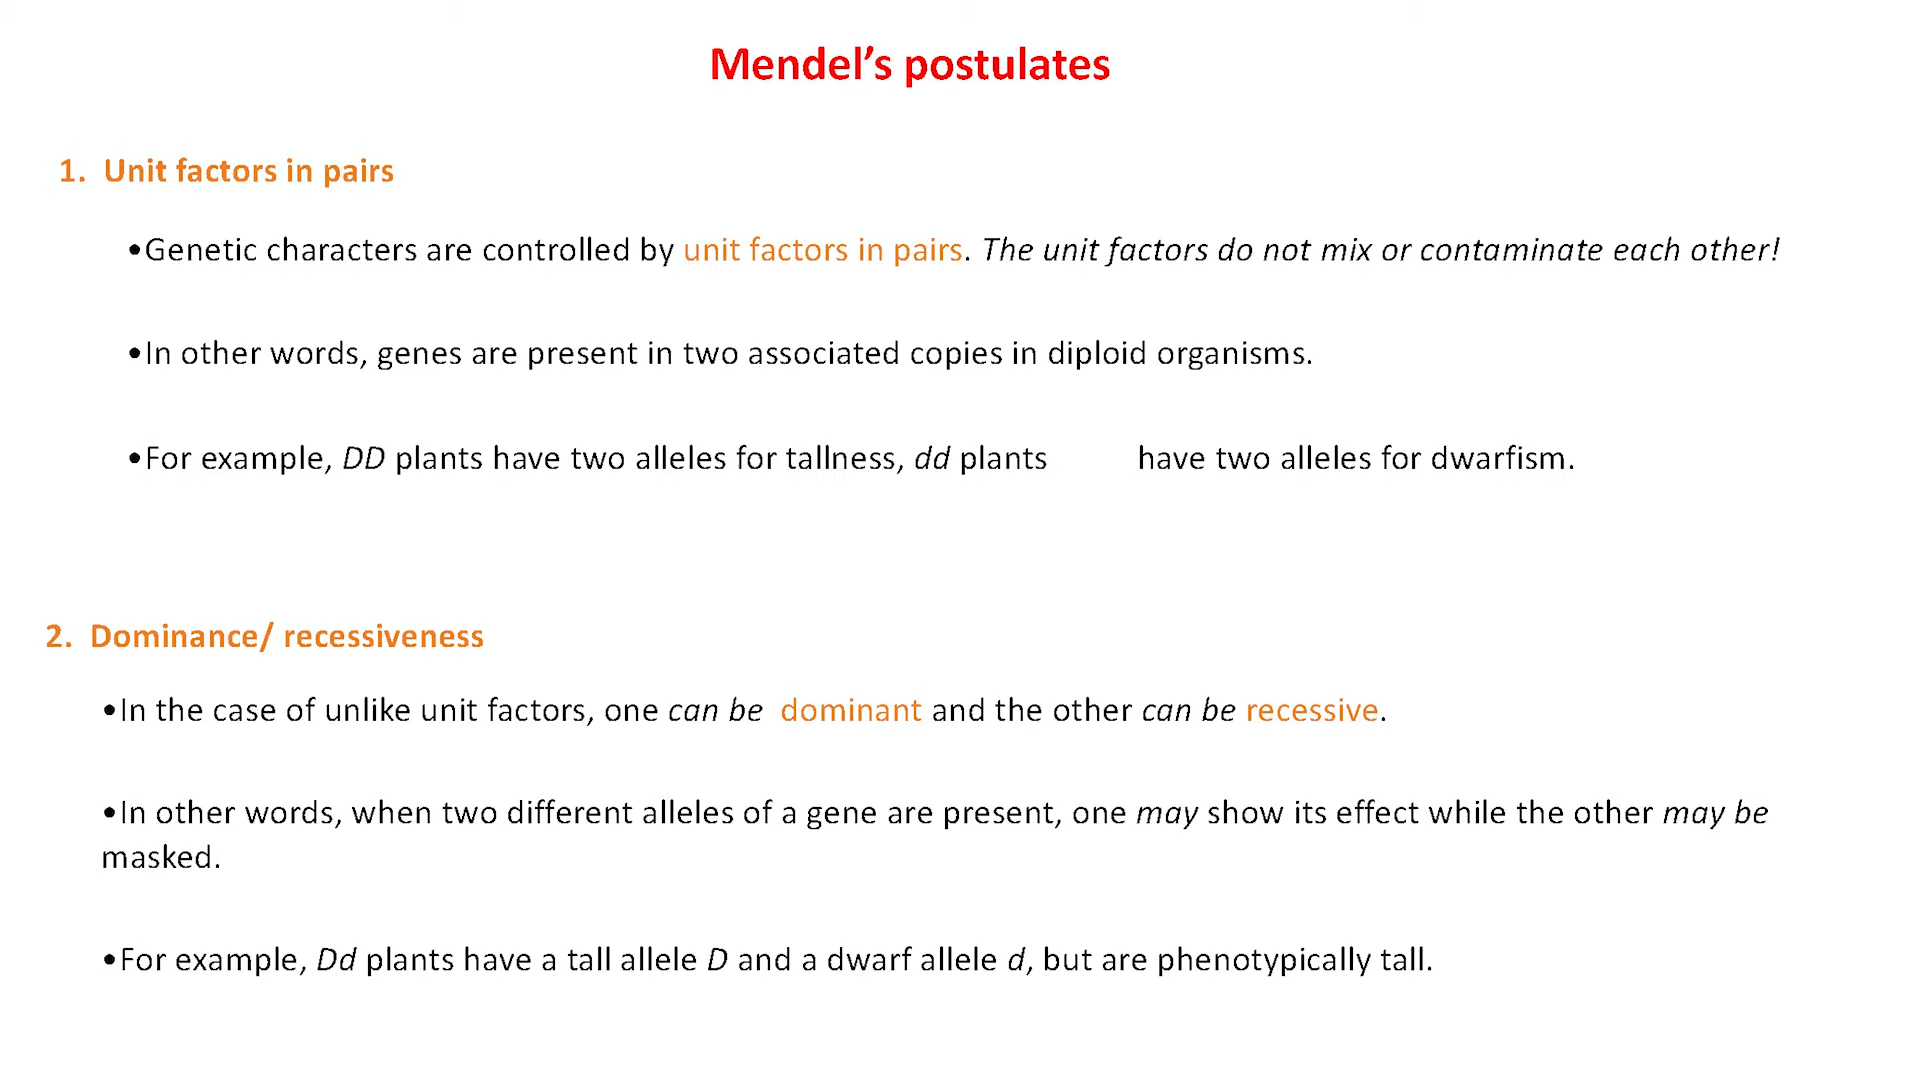 Mendel’s postulates
1. Unit factors in pairs
•Genetic characters are controlled by unit factors in pairs. The unit factors do not mix or contaminate each other!
•In other words, genes are present in two associated copies in diploid organisms.
•For example, DD plants have two alleles for tallness, dd plants have two alleles for dwarfism.
2. Dominance/ recessiveness
•In the case of unlike unit factors, one can be dominant and the other can be recessive.
•In other words, when two different alleles of a gene are present, one may show its effect while the other may be
masked.
•For example, Dd plants have a tall allele D and a dwarf allele d, but are phenotypically tall.